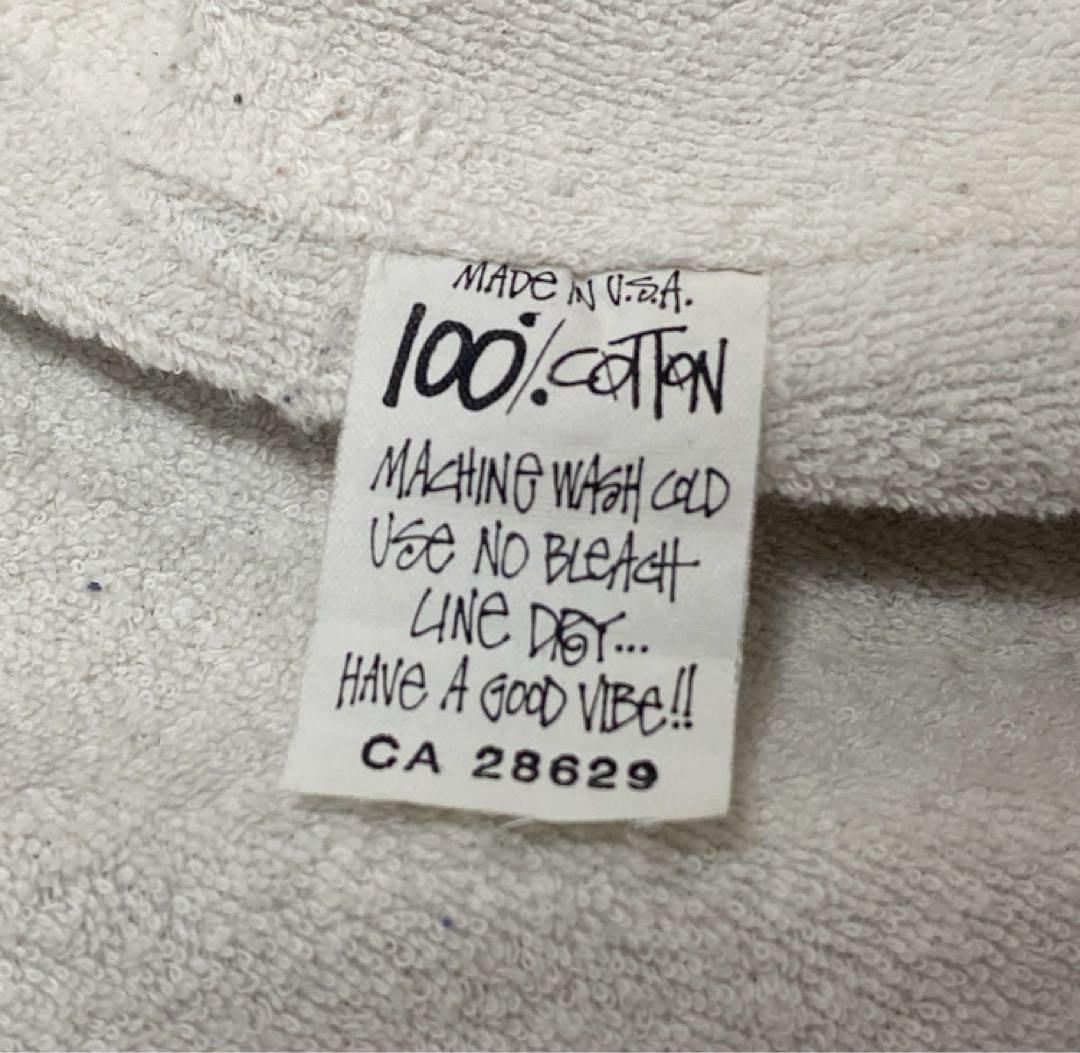 MADE IN U.S.A.
100% COTTON
MACHINE WASH COLD
USE NO BLEACH
LINE DRY...
HAVE A GOOD VIBE!!
CA 28629